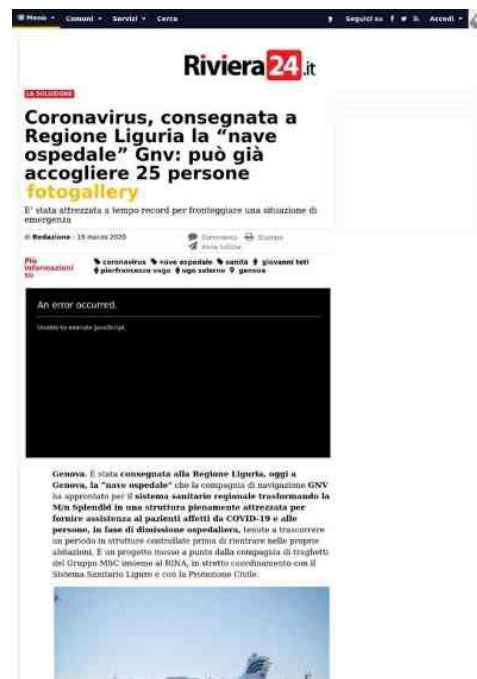 Menù Comuni Servizi Cerca Seguici su Accedi
Riviera24.it
LA SOLUZIONE
Coronavirus, consegnata a
Regione Liguria la “nave
ospedale” Gnv: può già
accogliere 25 persone
fotogallery
E' stata attrezzata a tempo record per fronteggiare una situazione di
emergenza
di Redazione - 19 marzo 2020
Commenta Stampa
Invia notizia
Più
informazioni
su
coronavirus nave ospedale sanità giovanni toti
pierfrancesco vago ugo salerno genova
An error occurred.
Unable to execute JavaScript.
Genova. È stata consegnata alla Regione Liguria, oggi a
Genova, la “nave ospedale” che la compagnia di navigazione GNV
ha approntato per il sistema sanitario regionale trasformando la
M/n Splendid in una struttura pienamente attrezzata per
fornire assistenza ai pazienti affetti da COVID-19 e alle
persone, in fase di dimissione ospedaliera, tenute a trascorrere
un periodo in strutture controllate prima di rientrare nelle proprie
abitazioni. È un progetto messo a punto dalla compagnia di traghetti
del Gruppo MSC insieme al RINA, in stretto coordinamento con il
Sistema Sanitario Ligure e con la Protezione Civile.